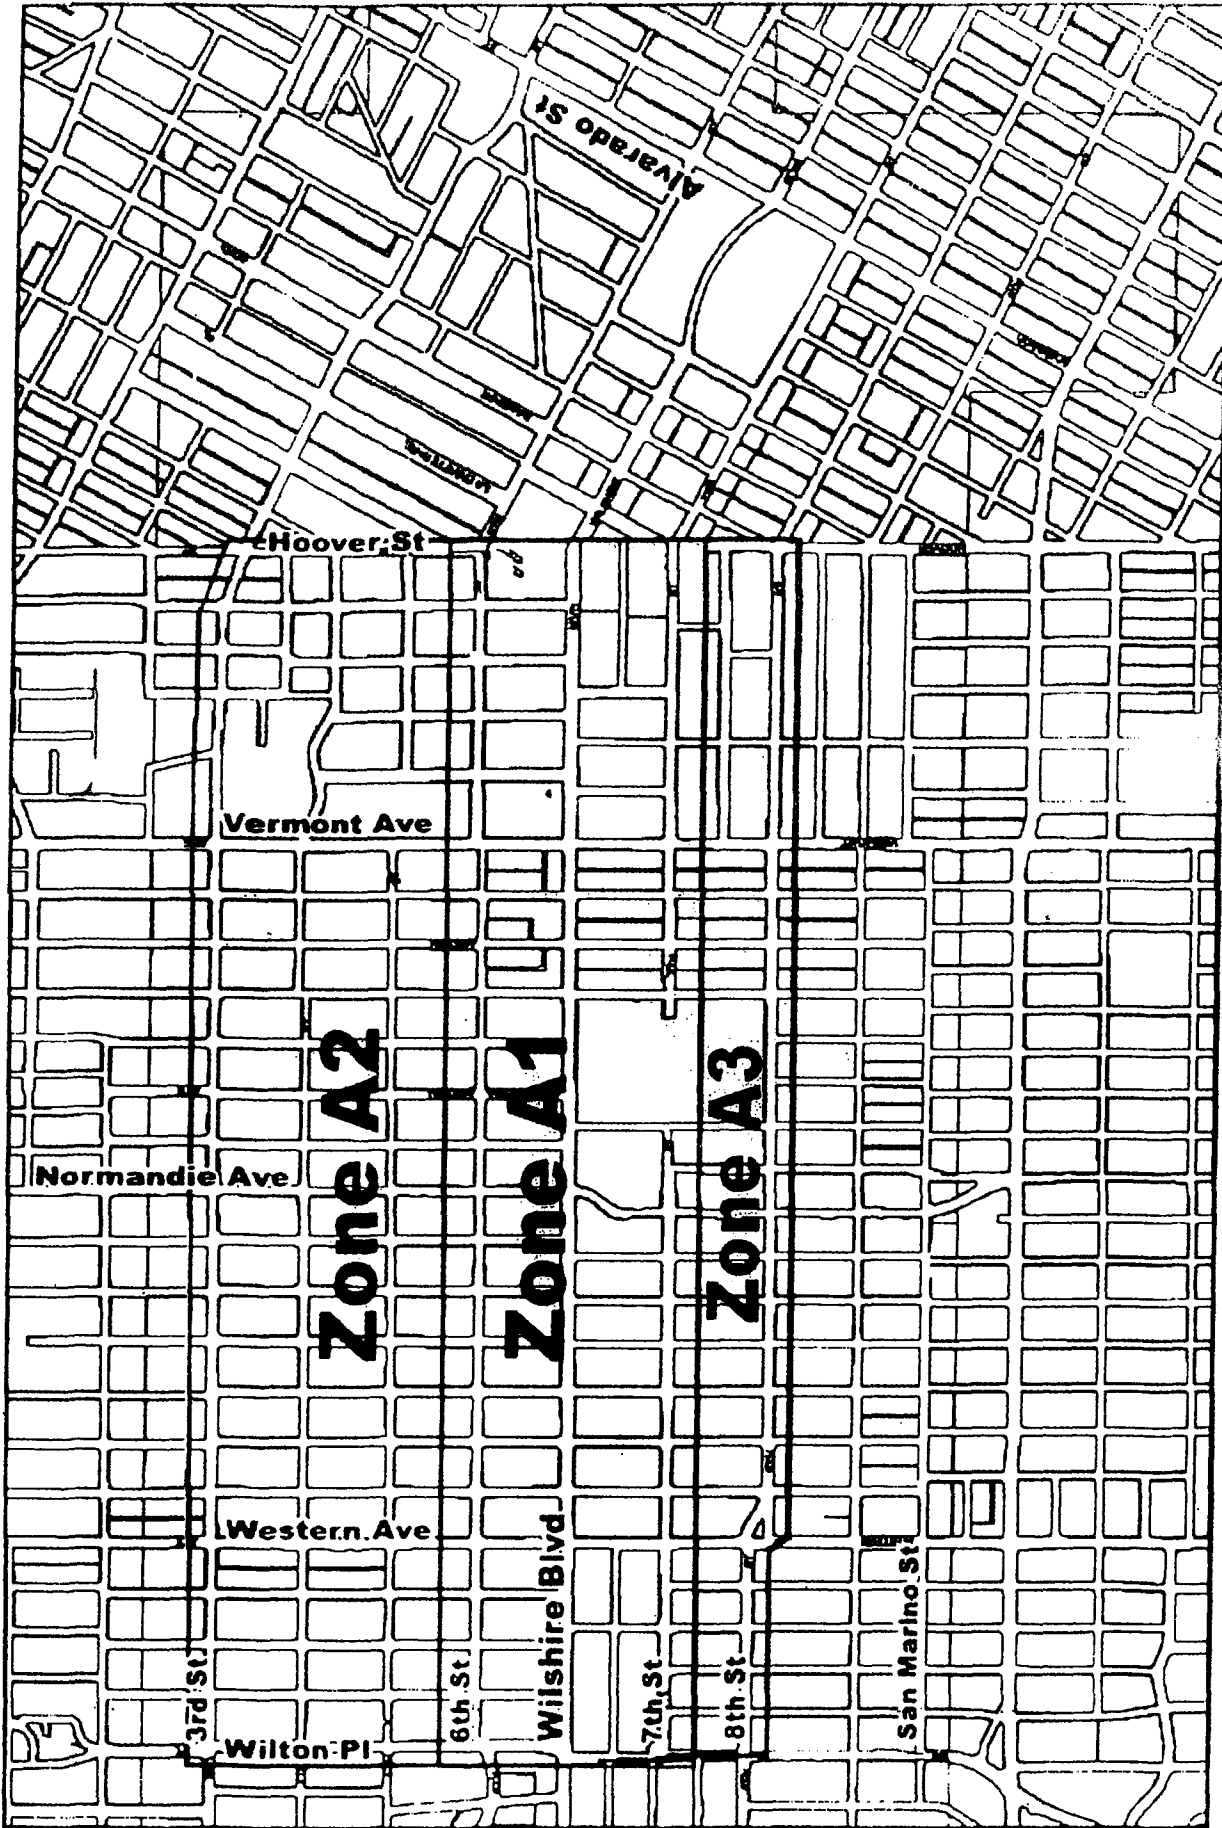 Alvarado St
Hoover St
Vermont Ave
Zone A2
Zone A1
Zone A3
Normandie Ave
Western Ave
3rd St.
6th St.
Wilshire Blvd
7th St.
8th St.
San Marino St
Wilton Pl